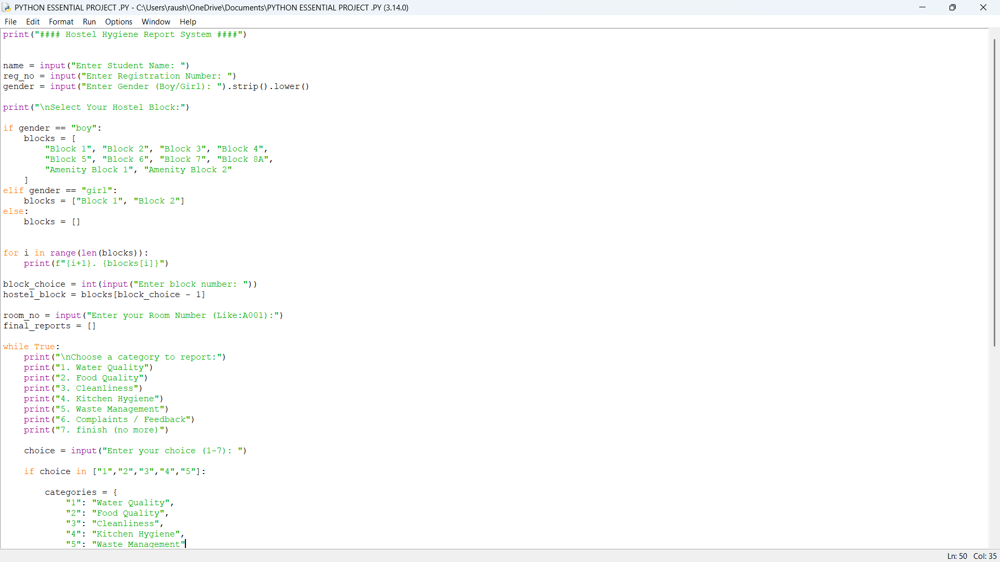 PYTHON ESSENTIAL PROJECT .PY - C:\Users\raush\OneDrive\Documents\PYTHON ESSENTIAL PROJECT .PY (3.14.0)
File Edit Format Run Options Window Help
print("#### Hostel Hygiene Report System ####")
name = input("Enter Student Name: ")
reg_no = input("Enter Registration Number: ")
gender = input("Enter Gender (Boy/Girl): ").strip().lower()
print("\nSelect Your Hostel Block:")
if gender == "boy":
    blocks = [
        "Block 1", "Block 2", "Block 3", "Block 4",
        "Block 5", "Block 6", "Block 7", "Block 8A",
        "Amenity Block 1", "Amenity Block 2"
    ]
elif gender == "girl":
    blocks = ["Block 1", "Block 2"]
else:
    blocks = []
for i in range(len(blocks)):
    print(f"{i+1}. {blocks[i]}")
block_choice = int(input("Enter block number: "))
hostel_block = blocks[block_choice - 1]
room_no = input("Enter your Room Number (Like:A001):")
final_reports = []
while True:
    print("\nChoose a category to report:")
    print("1. Water Quality")
    print("2. Food Quality")
    print("3. Cleanliness")
    print("4. Kitchen Hygiene")
    print("5. Waste Management")
    print("6. Complaints / Feedback")
    print("7. finish (no more)")
    choice = input("Enter your choice (1-7): ")
    if choice in ["1","2","3","4","5"]:
        categories = {
            "1": "Water Quality",
            "2": "Food Quality",
            "3": "Cleanliness",
            "4": "Kitchen Hygiene",
            "5": "Waste Management"
Ln: 50 Col: 35